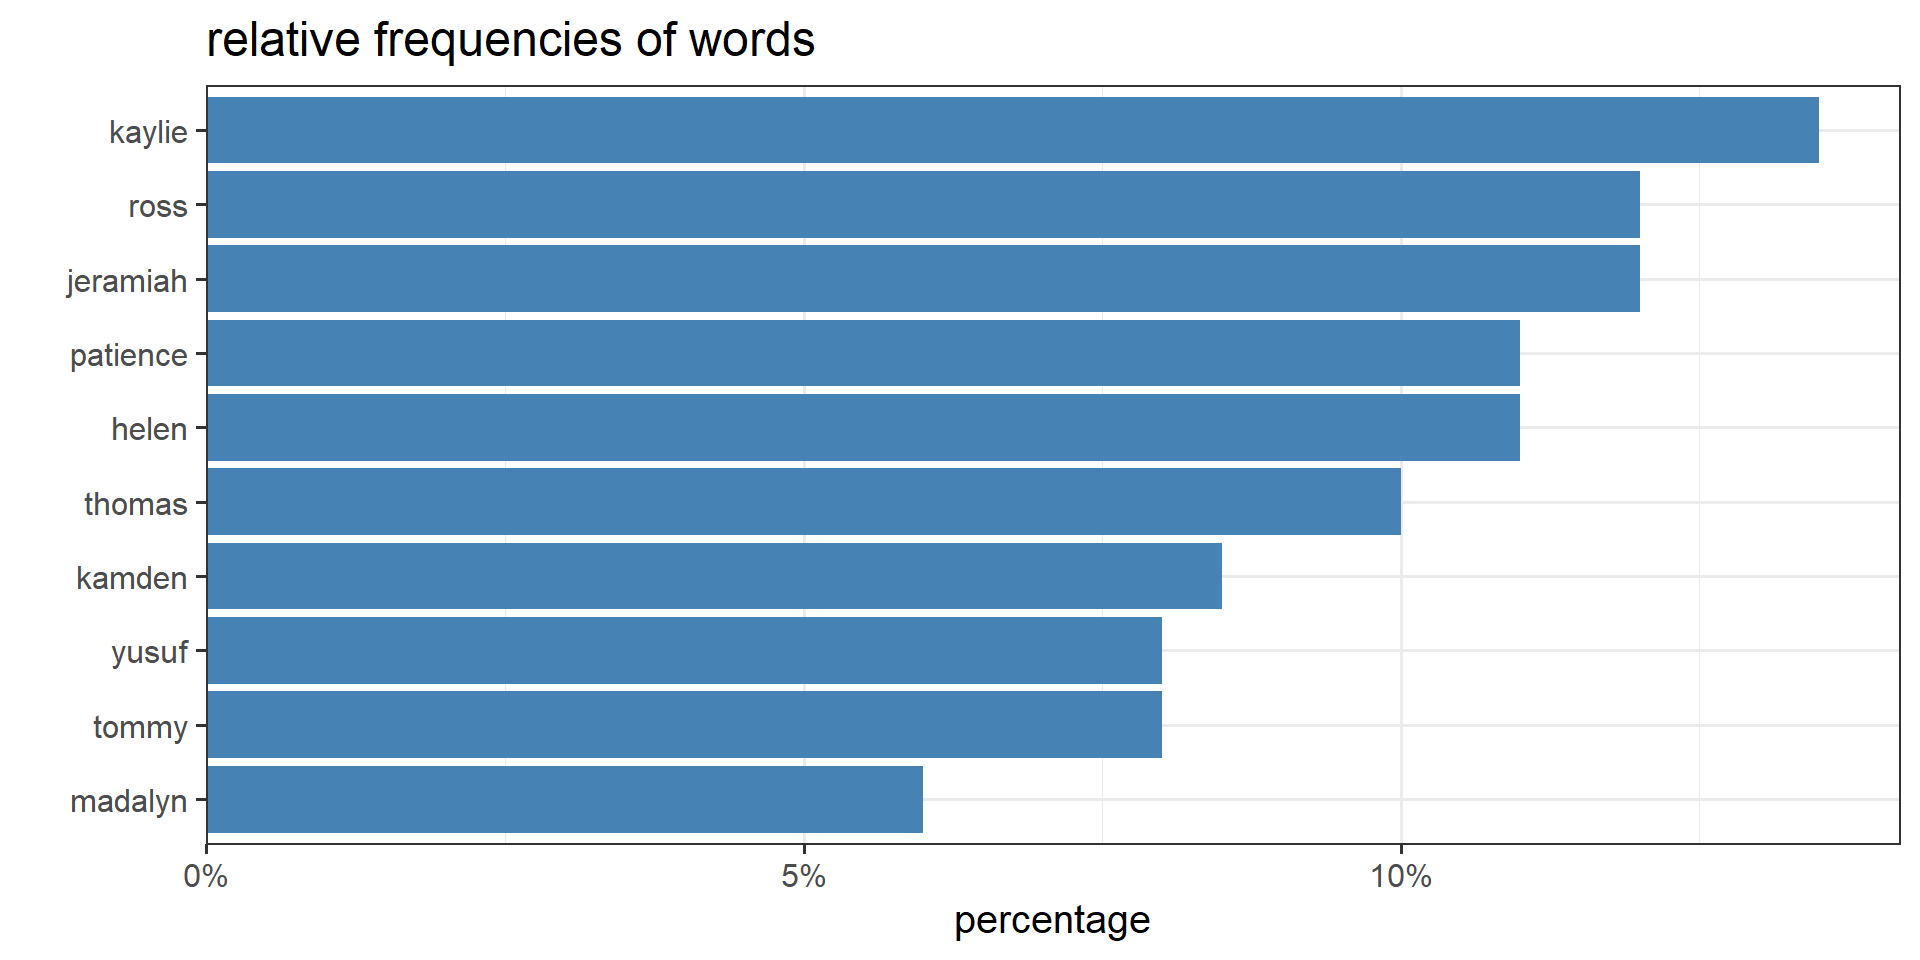 relative frequencies of words
kaylie
ross
jeramiah
patience
helen
thomas
kamden
yusuf
tommy
madalyn
0% 5% 10%
percentage